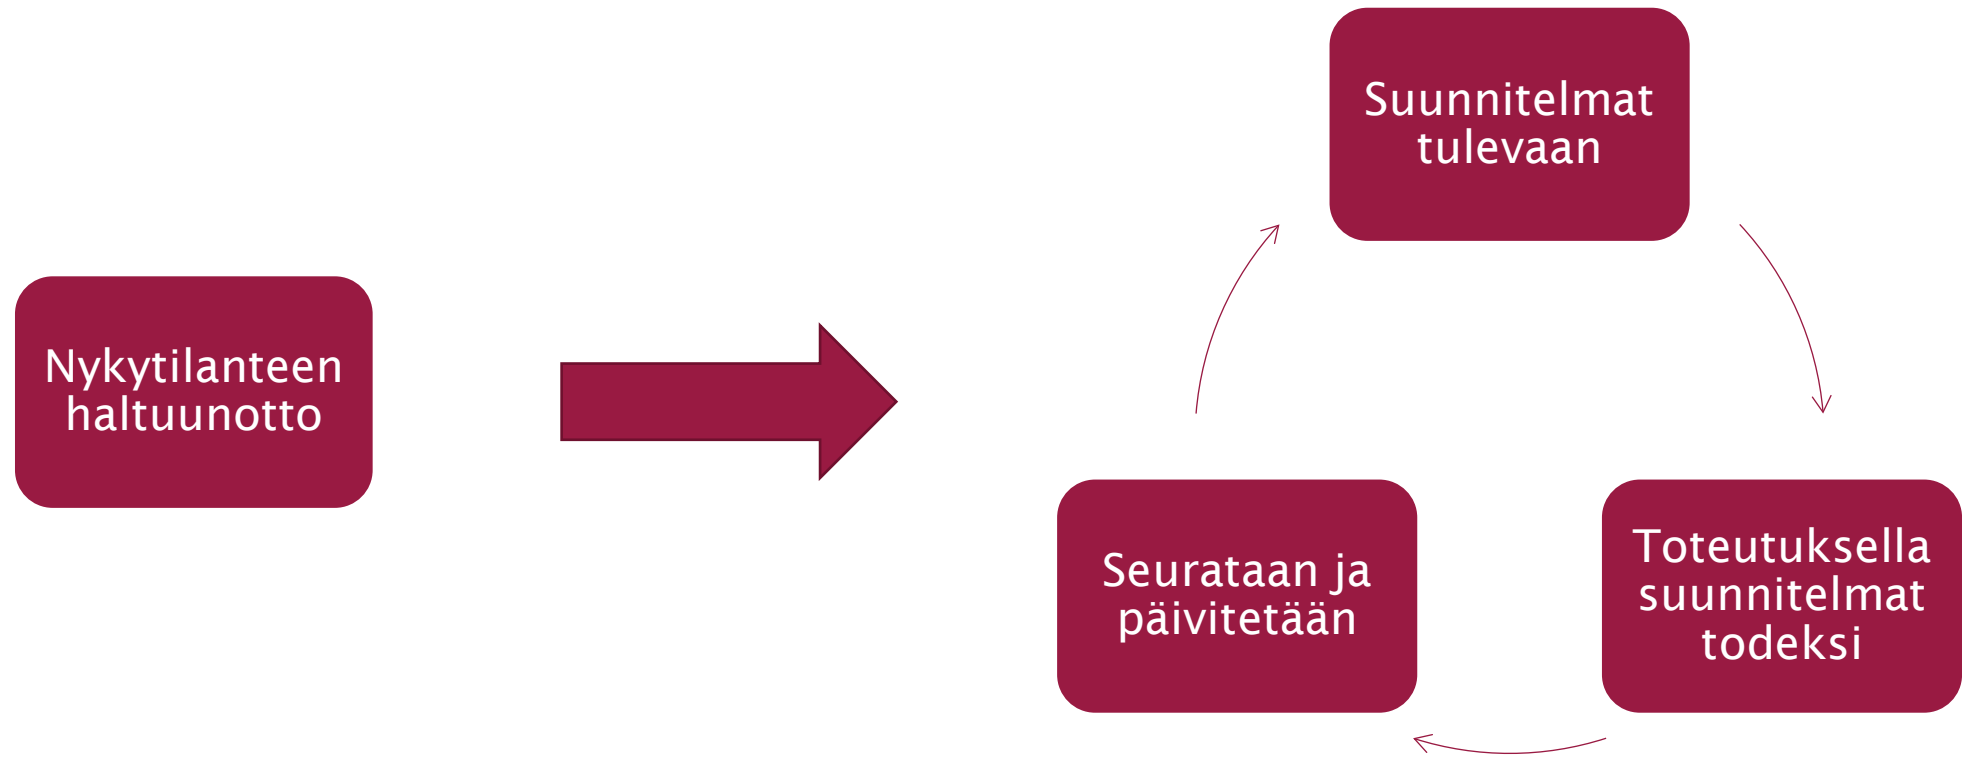 Nykytilanteen
haltuunotto
Suunnitelmat
tulevaan
Toteutuksella
suunnitelmat
todeksi
Seurataan ja
päivitetään